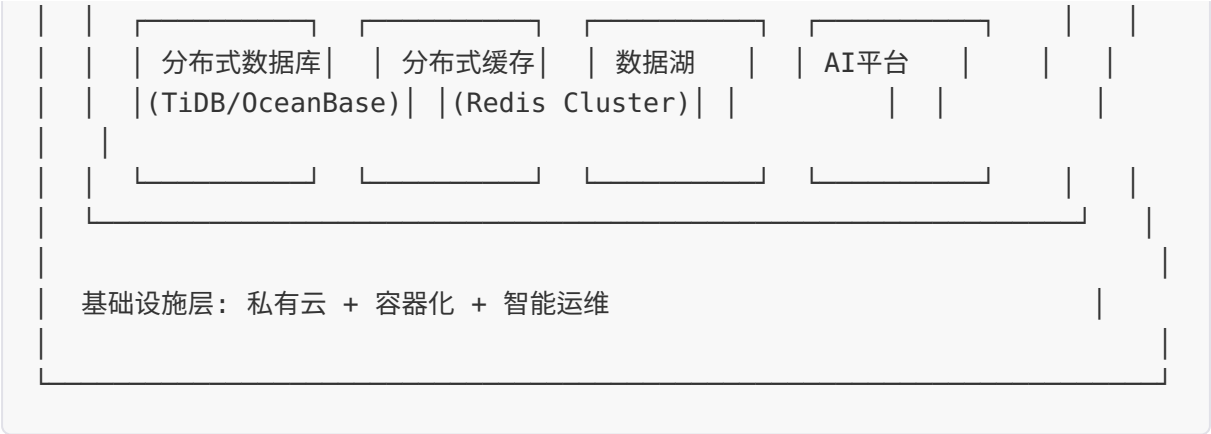 分布式数据库 分布式缓存 数据湖 AI平台
(TiDB/OceanBase) (Redis Cluster)
基础设施层: 私有云 + 容器化 + 智能运维